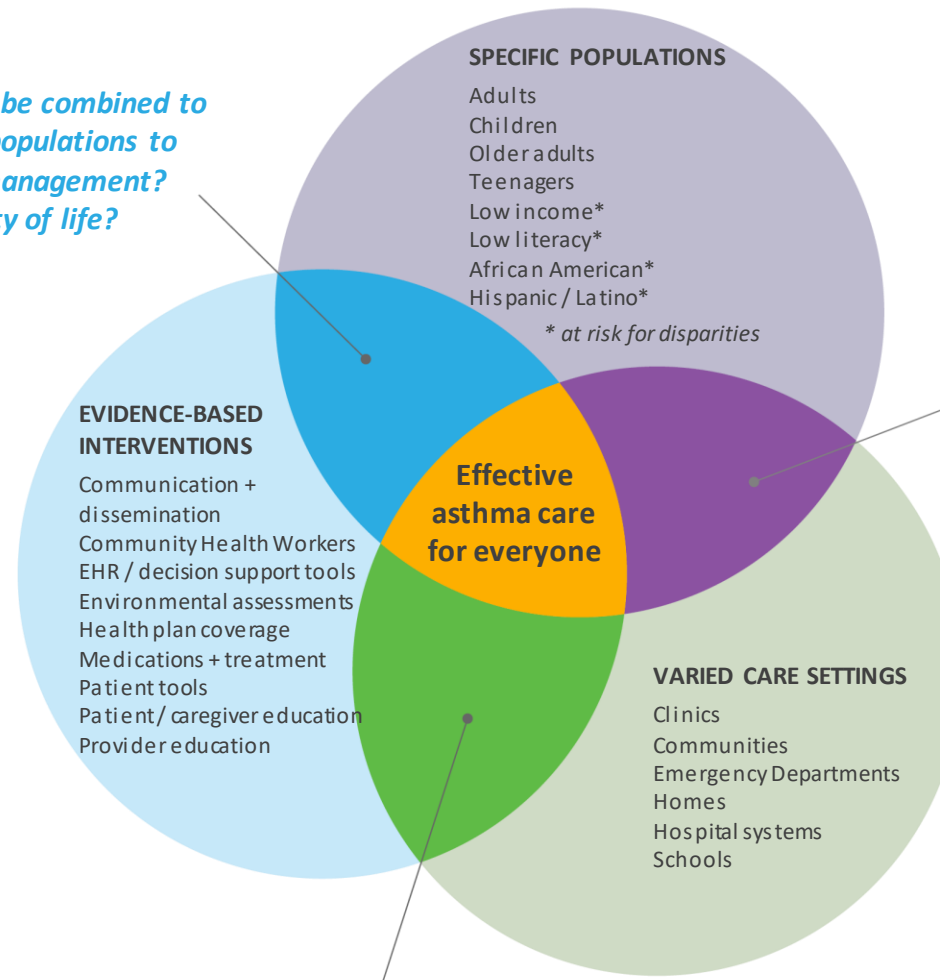 be combined to
populations to
anagement?
ty of life?
SPECIFIC POPULATIONS
Adults
Children
Older adults
Teenagers
Low income*
Low literacy*
African American*
Hispanic / Latino*
* at risk for disparities
EVIDENCE-BASED
INTERVENTIONS
Communication +
dissemination
Community Health Workers
EHR / decision support tools
Environmental assessments
Health plan coverage
Medications + treatment
Patient tools
Patient/ caregiver education
Provider education
Effective
asthma care
for everyone
VARIED CARE SETTINGS
Clinics
Communities
Emergency Departments
Homes
Hospital systems
Schools